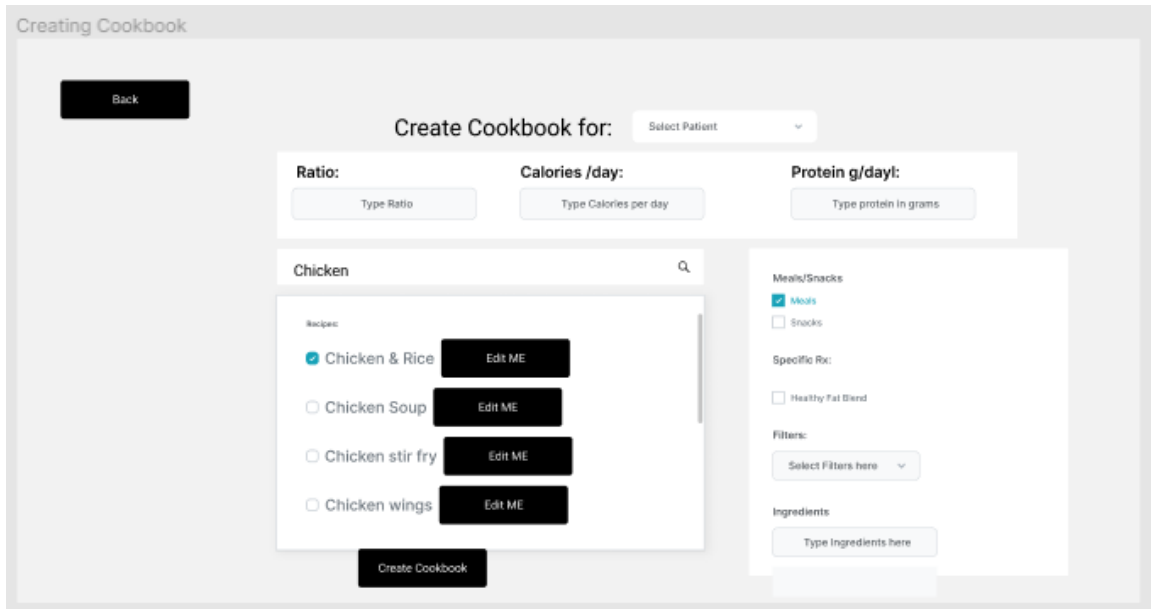 Creating Cookbook
Back
Create Cookbook for:
Select Patient
Ratio:
Calories /day:
Protein g/dayl:
Type Ratio
Type Calories per day
Type protein in grams
Chicken
Recipes:
Chicken & Rice
Edit ME
Chicken Soup
Edit ME
Chicken stir fry
Edit ME
Chicken wings
Edit ME
Create Cookbook
Meals/Snacks
Meals
Snacks
Specific Rx:
Healthy Fat Blend
Filters:
Select Filters here
Ingredients
Type Ingredients here